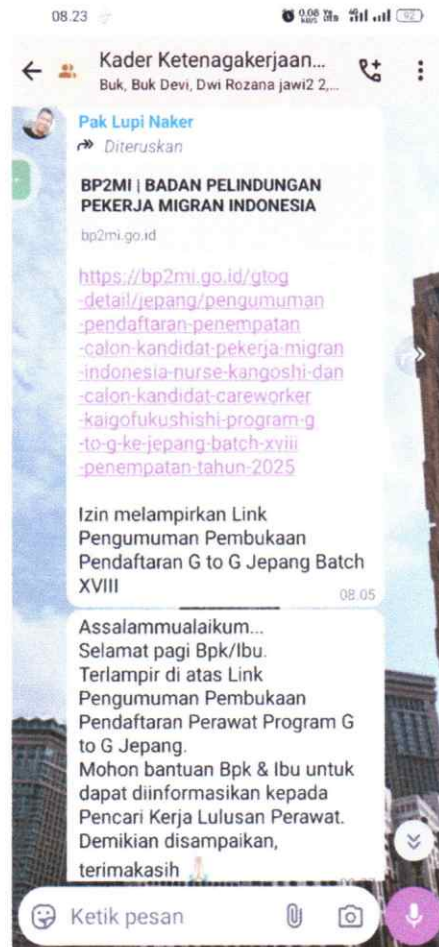 08.23
0.08 KB/S
92
Kader Ketenagakerjaan...
Buk, Buk Devi, Dwi Rozana jawi2 2,...
Pak Lupi Naker
Diteruskan
BP2MI | BADAN PELINDUNGAN
PEKERJA MIGRAN INDONESIA
bp2mi.go.id
https://bp2mi.go.id/gtog
-detail/jepang/pengumuman
-pendaftaran-penempatan
-calon-kandidat-pekerja-migran
-indonesia-nurse-kangoshi-dan
-calon-kandidat-careworker
-kaigofukushishi-program-g
-to-g-ke-jepang-batch-xviii
-penempatan-tahun-2025
Izin melampirkan Link
Pengumuman Pembukaan
Pendaftaran G to G Jepang Batch
XVIII
08.05
Assalammualaikum...
Selamat pagi Bpk/Ibu.
Terlampir di atas Link
Pengumuman Pembukaan
Pendaftaran Perawat Program G
to G Jepang.
Mohon bantuan Bpk & Ibu untuk
dapat diinformasikan kepada
Pencari Kerja Lulusan Perawat.
Demikian disampaikan,
terimakasih 🙏🏻
Ketik pesan